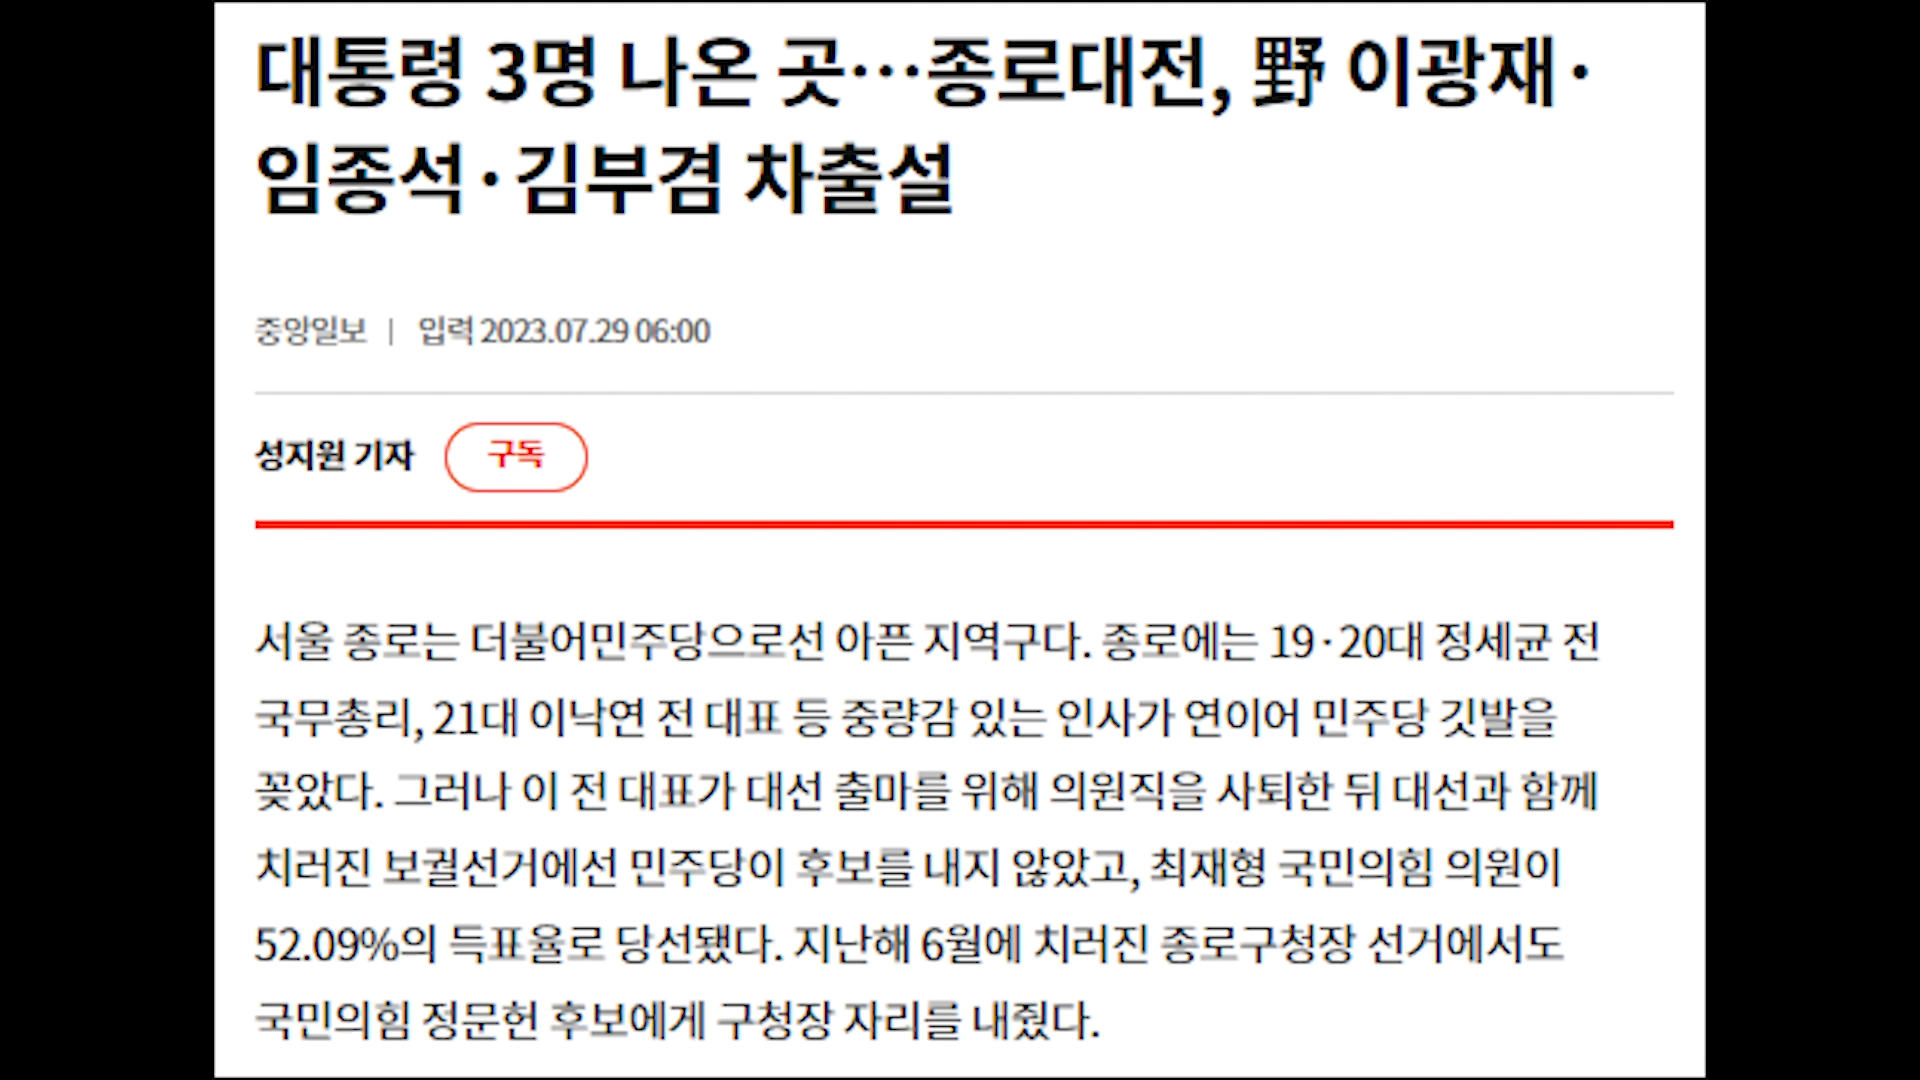 대통령 3명 나온 곳…종로대전, 野 이광재·
임종석·김부겸 차출설
중앙일보 | 입력 2023.07.29 06:00
성지원 기자 구독
서울 종로는 더불어민주당으로선 아픈 지역구다. 종로에는 19·20대 정세균 전
국무총리, 21대 이낙연 전 대표 등 중량감 있는 인사가 연이어 민주당 깃발을
꽂았다. 그러나 이 전 대표가 대선 출마를 위해 의원직을 사퇴한 뒤 대선과 함께
치러진 보궐선거에선 민주당이 후보를 내지 않았고, 최재형 국민의힘 의원이
52.09%의 득표율로 당선됐다. 지난해 6월에 치러진 종로구청장 선거에서도
국민의힘 정문헌 후보에게 구청장 자리를 내줬다.